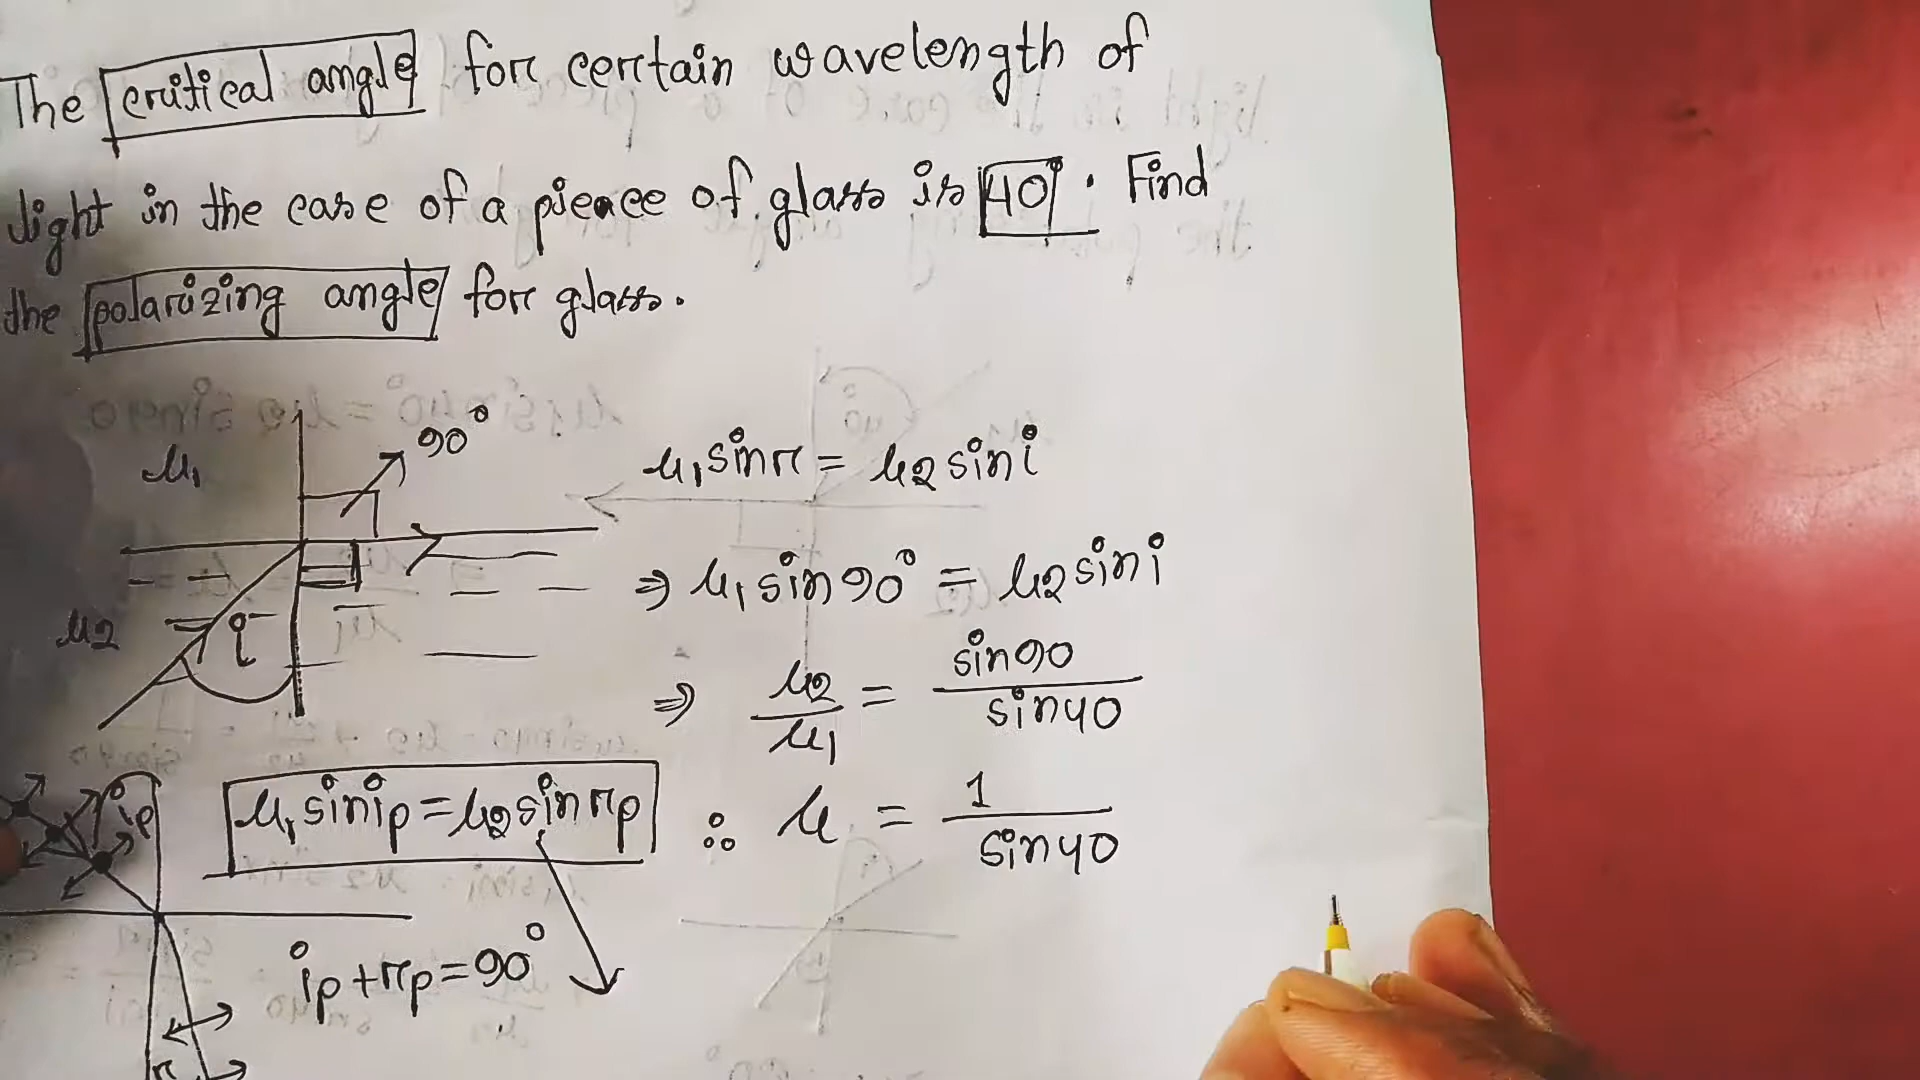 The critical angle for certain wavelength of
light in the case of a pieace of glass is 40° . Find
the polarizing angle for glass.
μ₁
90°
μ₁ sin r = μ₂ sin i
μ₂
i
⇒ μ₁ sin 90° = μ₂ sin i
⇒ μ₂/μ₁ = sin 90 / sin 40
ip
μ₁ sin ip = μ₂ sin rp
∴ μ = 1 / sin 40
ip + rp = 90°
r